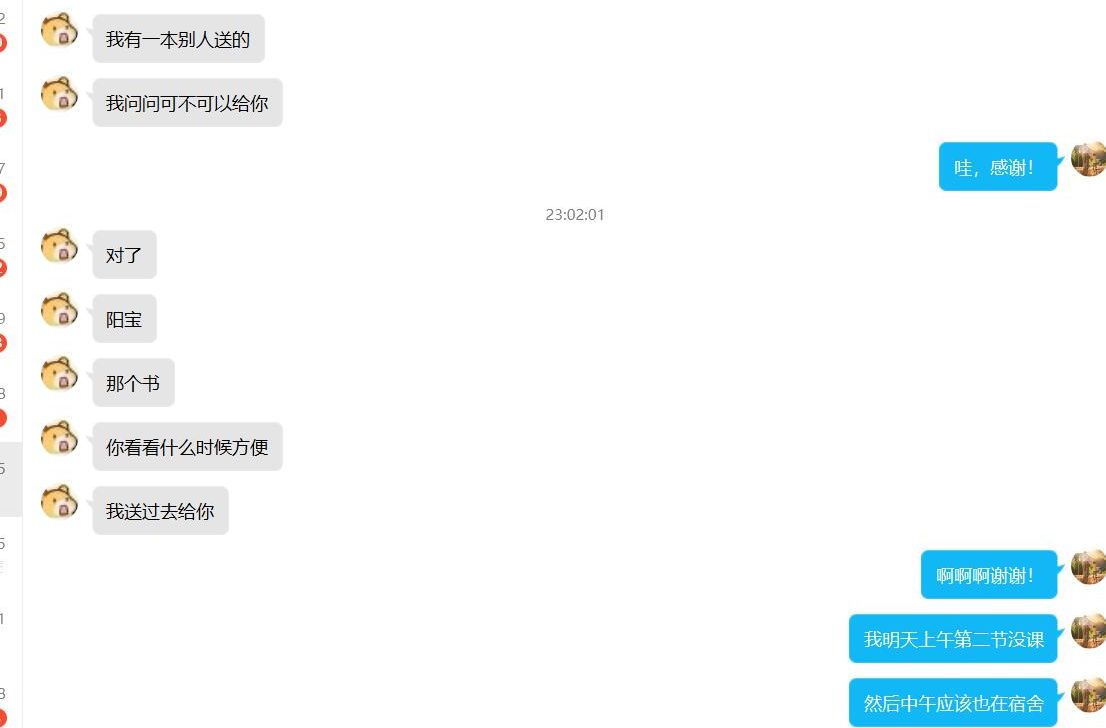 我有一本别人送的
我问问可不可以给你
哇，感谢！
23:02:01
对了
阳宝
那个书
你看看什么时候方便
我送过去给你
啊啊啊谢谢！
我明天上午第二节没课
然后中午应该也在宿舍